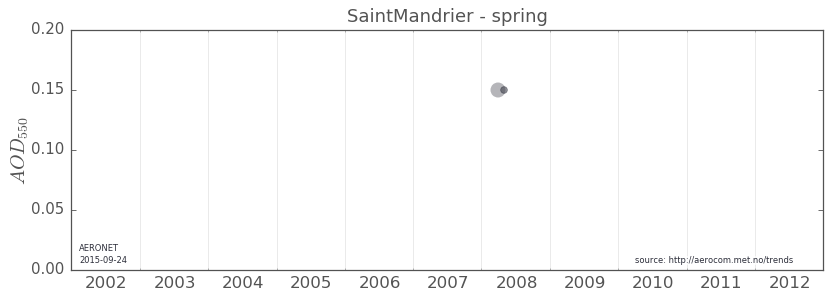 SaintMandrier - spring
0.20
0.15
0.10
0.05
0.00
AOD550
AERONET
2015-09-24
source: http://aerocom.met.no/trends
2002 2003 2004 2005 2006 2007 2008 2009 2010 2011 2012